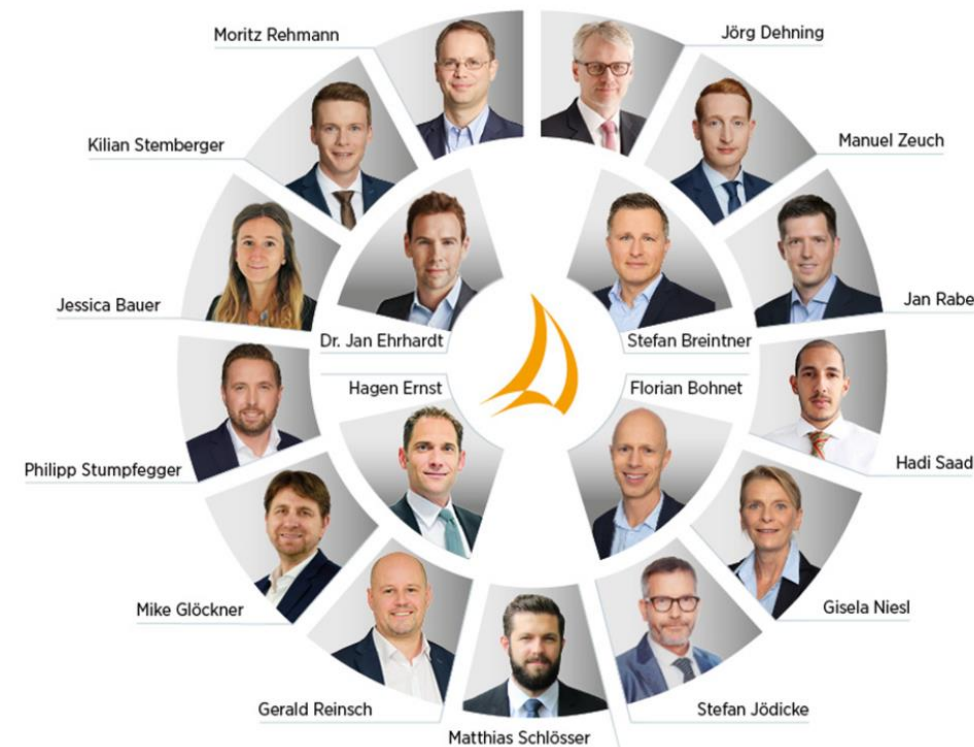 Moritz Rehmann
Jörg Dehning
Kilian Stemberger
Manuel Zeuch
Jessica Bauer
Jan Rabe
Dr. Jan Ehrhardt
Stefan Breintner
Hagen Ernst
Florian Bohnet
Philipp Stumpfegger
Hadi Saad
Mike Glöckner
Gisela Niesl
Gerald Reinsch
Stefan Jödicke
Matthias Schlösser